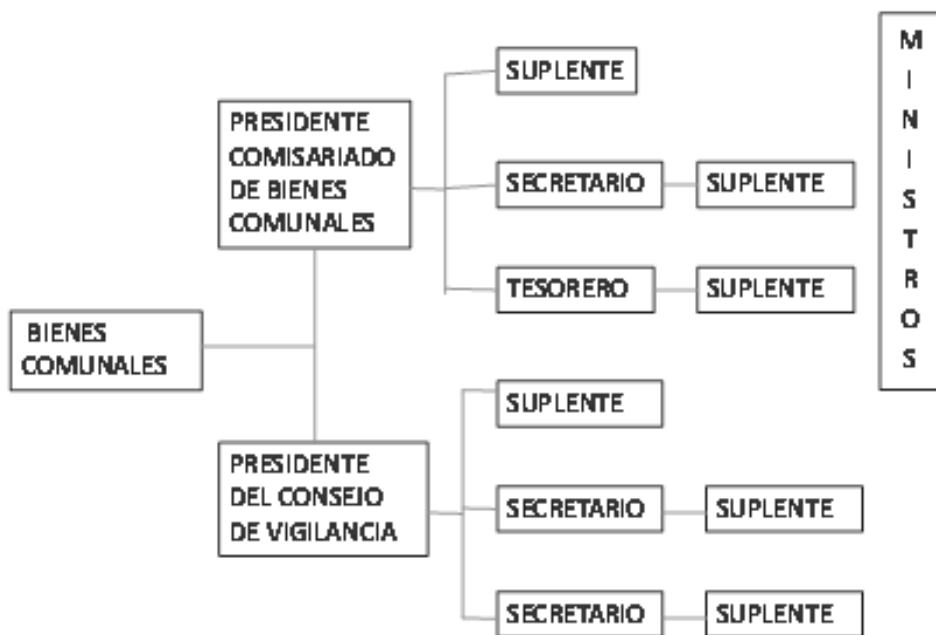 BIENES
COMUNALES
PRESIDENTE
COMISARIADO
DE BIENES
COMUNALES
SUPLENTE
SECRETARIO
SUPLENTE
TESORERO
SUPLENTE
PRESIDENTE
DEL CONSEJO
DE VIGILANCIA
SUPLENTE
SECRETARIO
SUPLENTE
SECRETARIO
SUPLENTE
MINISTROS